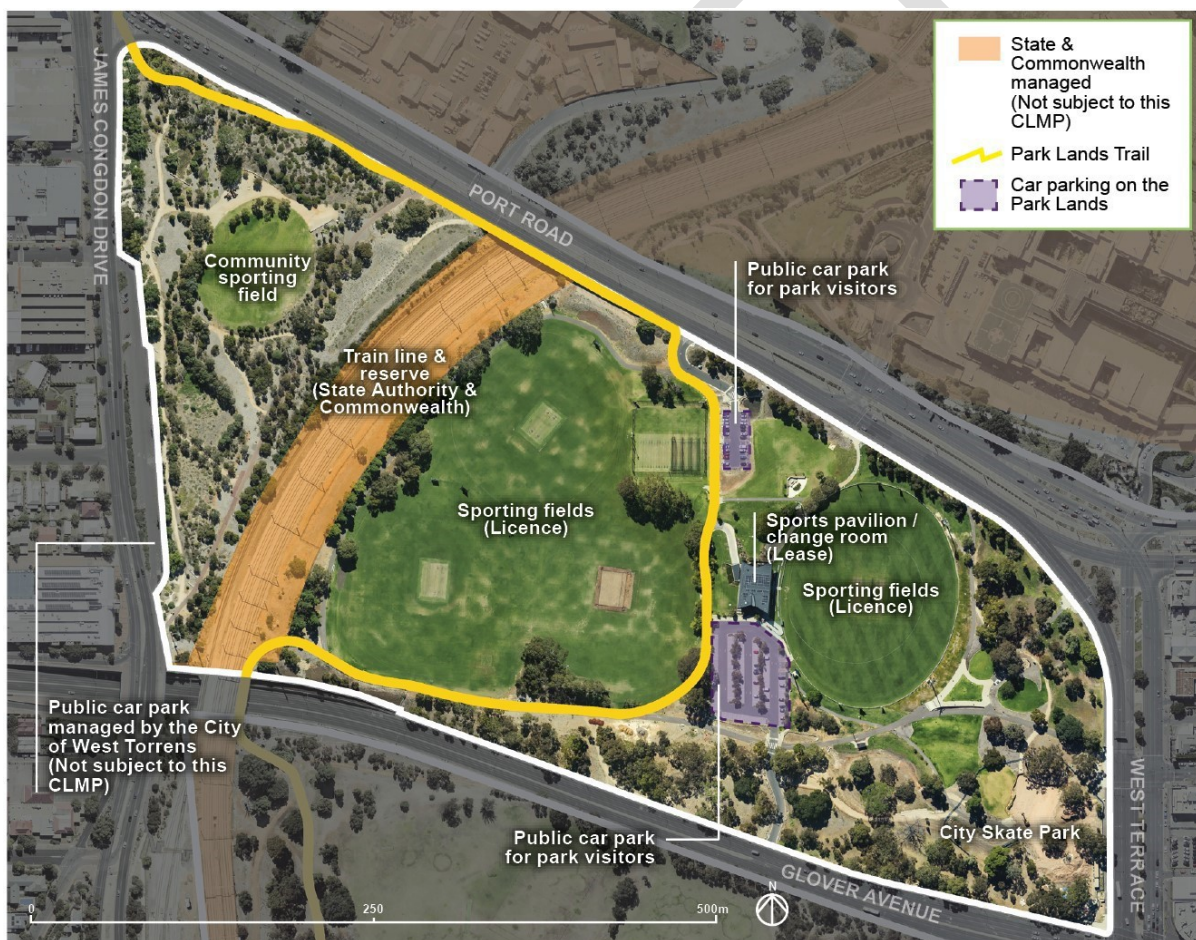 State &
Commonwealth
managed
(Not subject to this
CLMP)
Park Lands Trail
Car parking on the
Park Lands
JAMES CONGDON DRIVE
PORT ROAD
Community
sporting
field
Public car park
for park visitors
Train line &
reserve
(State Authority &
Commonwealth)
Sporting fields
(Licence)
Sports pavilion /
change room
(Lease)
Sporting fields
(Licence)
Public car park
managed by the City
of West Torrens
(Not subject to this
CLMP)
Public car park
for park visitors
City Skate Park
WEST TERRACE
GLOVER AVENUE
N
0
250
500m